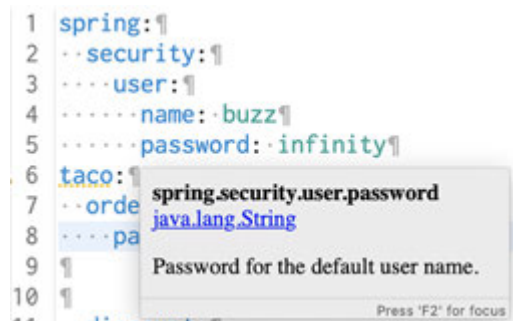 1 spring:¶
2 ··security:¶
3 ····user:¶
4 ······name:·buzz¶
5 ······password:·infinity¶
6 taco:¶
7 ··orde
8 ····pa
9 ¶
10 ¶
spring.security.user.password
java.lang.String
Password for the default user name.
Press 'F2' for focus